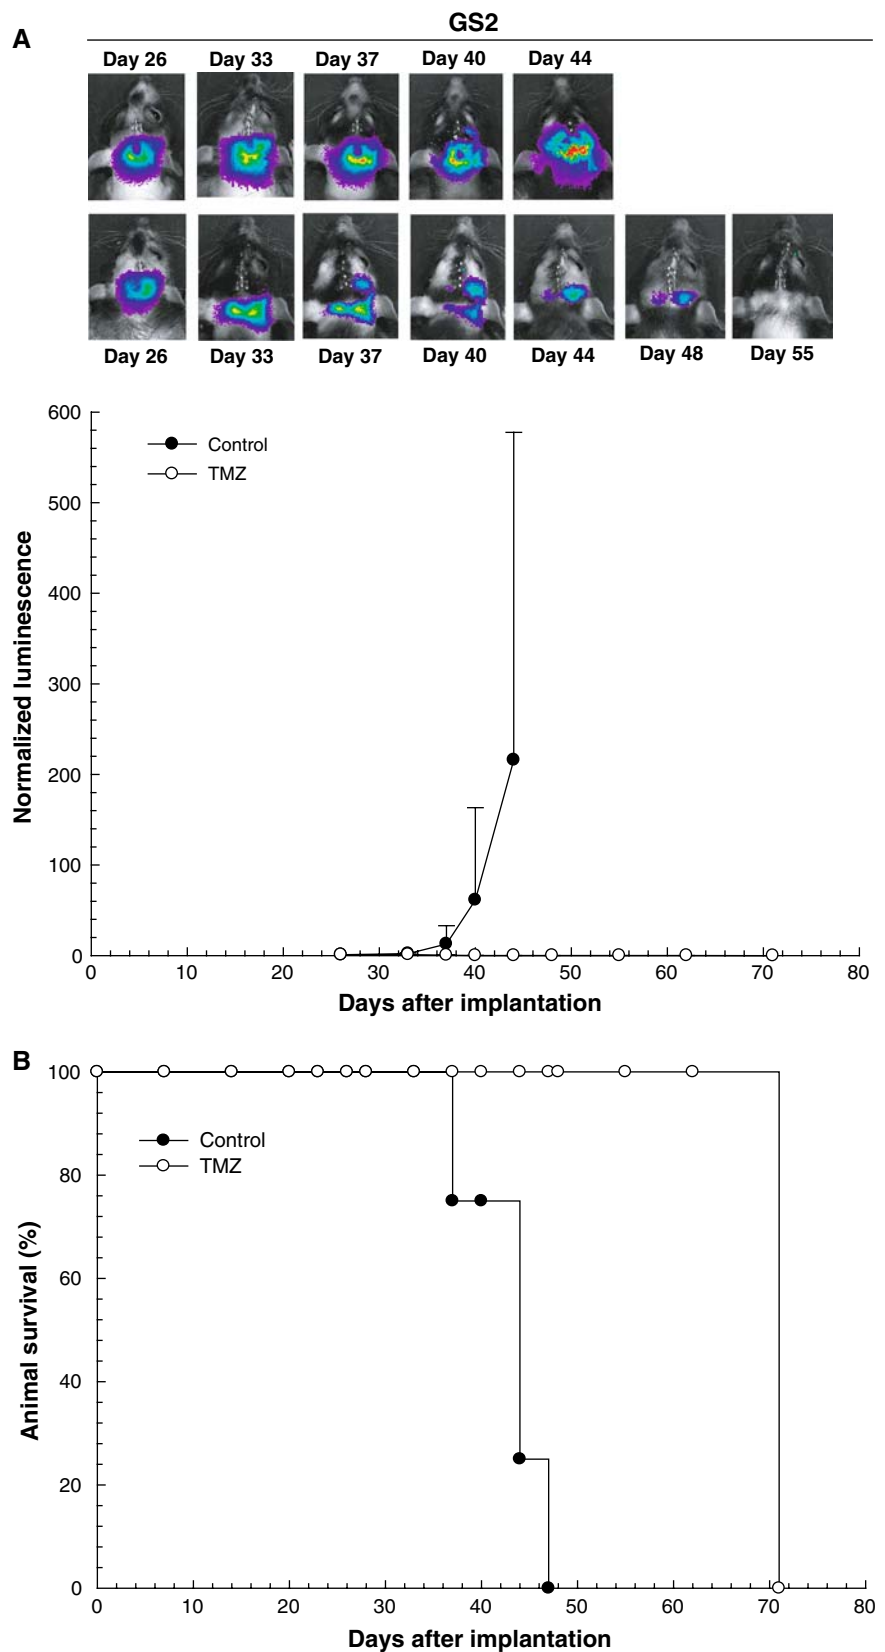 GS2
A
Day 26 Day 33 Day 37 Day 40 Day 44
Day 26 Day 33 Day 37 Day 40 Day 44 Day 48 Day 55
600
500
400
300
200
100
0
Normalized luminescence
Control
TMZ
0 10 20 30 40 50 60 70 80
Days after implantation
B
100
80
60
40
20
0
Animal survival (%)
Control
TMZ
0 10 20 30 40 50 60 70 80
Days after implantation